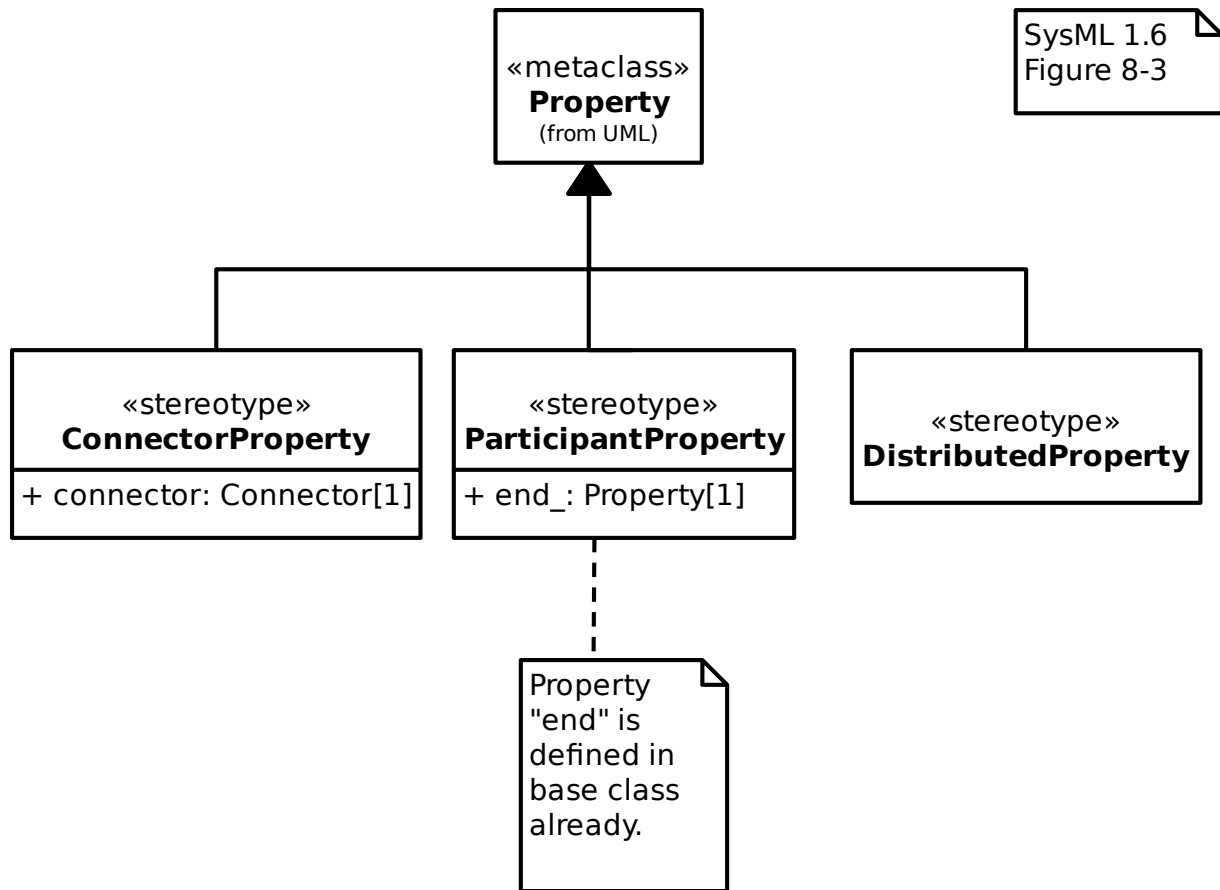 «metaclass»
Property
(from UML)
SysML 1.6
Figure 8-3
«stereotype»
ConnectorProperty
+ connector: Connector[1]
«stereotype»
ParticipantProperty
+ end_: Property[1]
«stereotype»
DistributedProperty
Property
"end" is
defined in
base class
already.